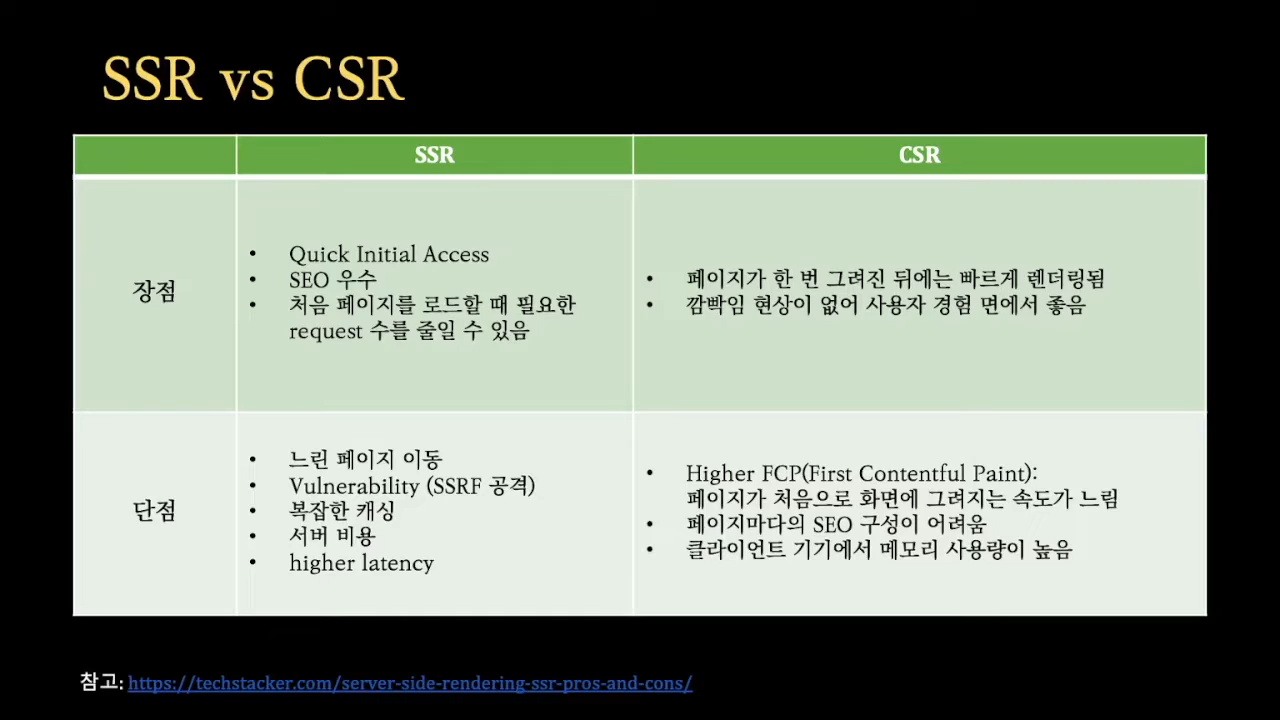 SSR vs CSR
SSR
CSR
장점
• Quick Initial Access
• SEO 우수
• 처음 페이지를 로드할 때 필요한
request 수를 줄일 수 있음
• 페이지가 한 번 그려진 뒤에는 빠르게 렌더링됨
• 깜빡임 현상이 없어 사용자 경험 면에서 좋음
단점
• 느린 페이지 이동
• Vulnerability (SSRF 공격)
• 복잡한 캐싱
• 서버 비용
• higher latency
• Higher FCP(First Contentful Paint):
페이지가 처음으로 화면에 그려지는 속도가 느림
• 페이지마다의 SEO 구성이 어려움
• 클라이언트 기기에서 메모리 사용량이 높음
참고: https://techstacker.com/server-side-rendering-ssr-pros-and-cons/